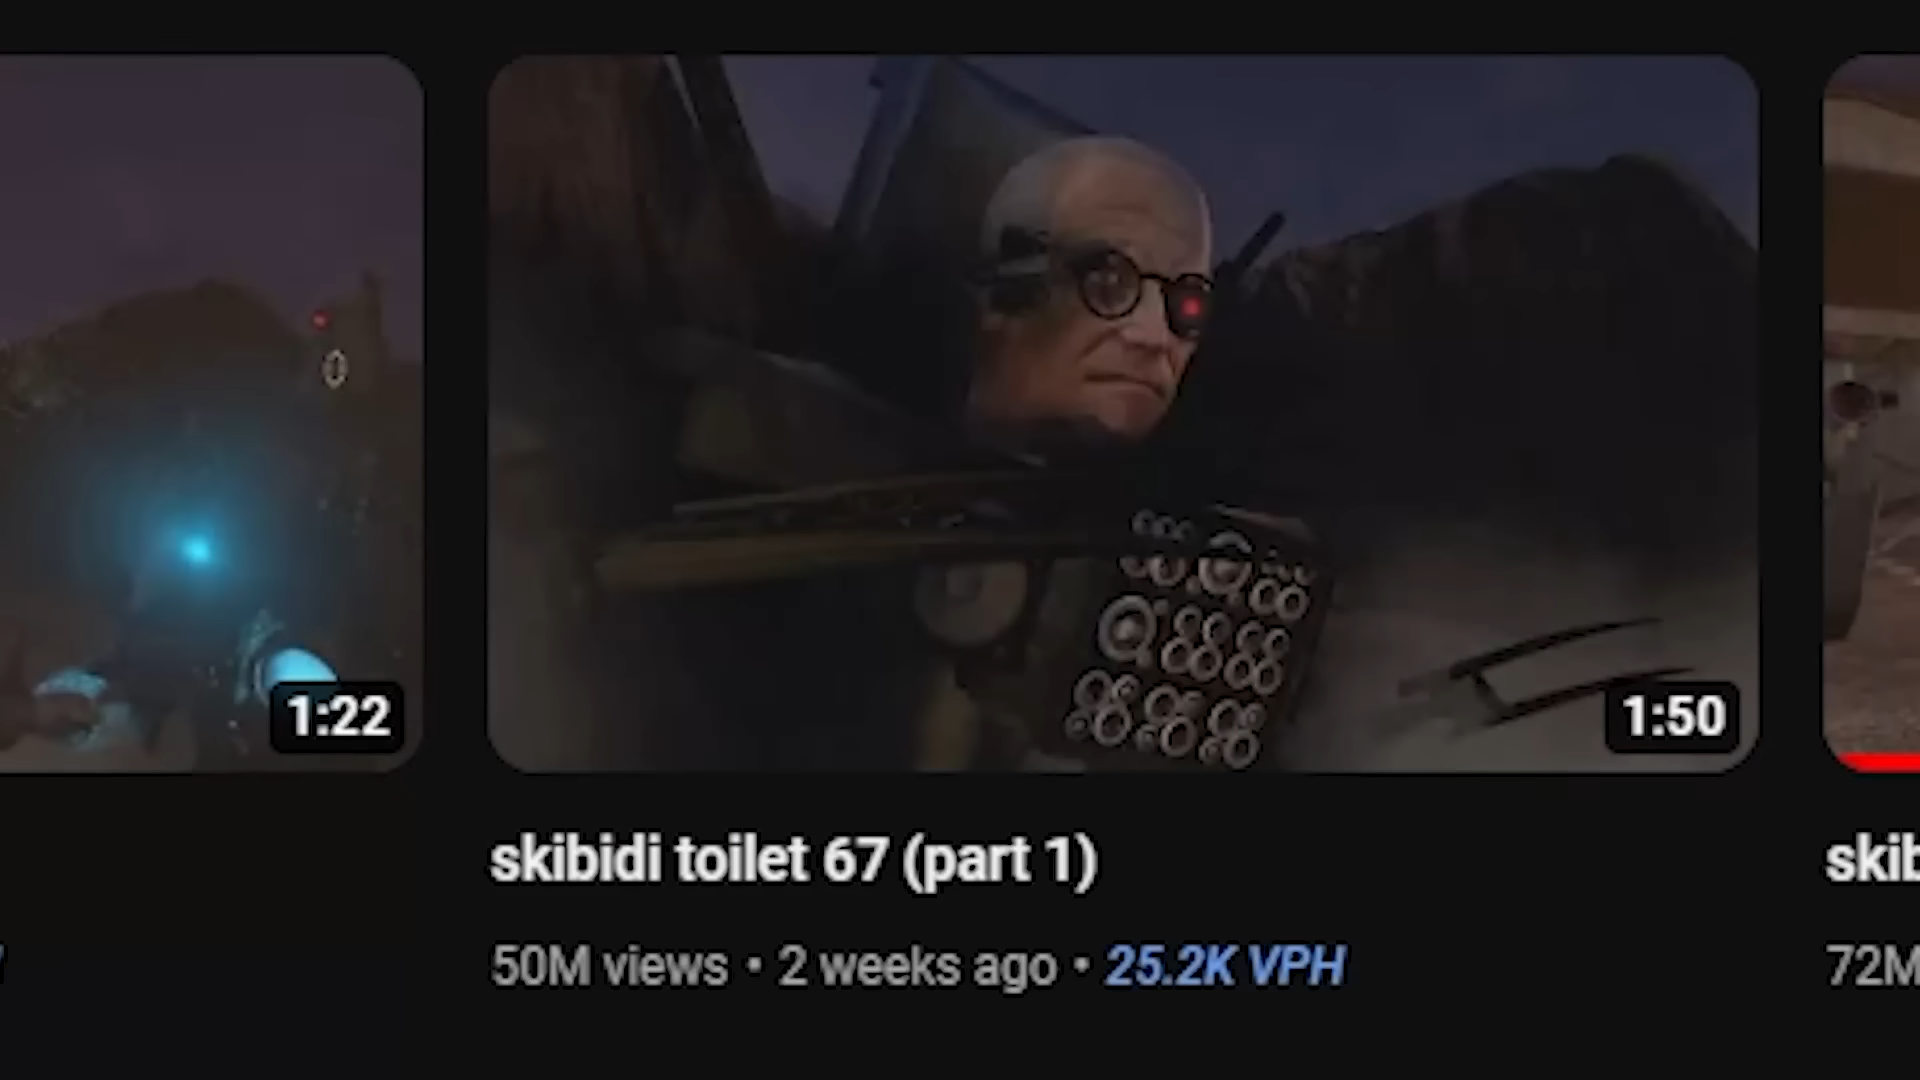 1:22
1:50
skibidi toilet 67 (part 1)
skib
50M views • 2 weeks ago • 25.2K VPH
72M